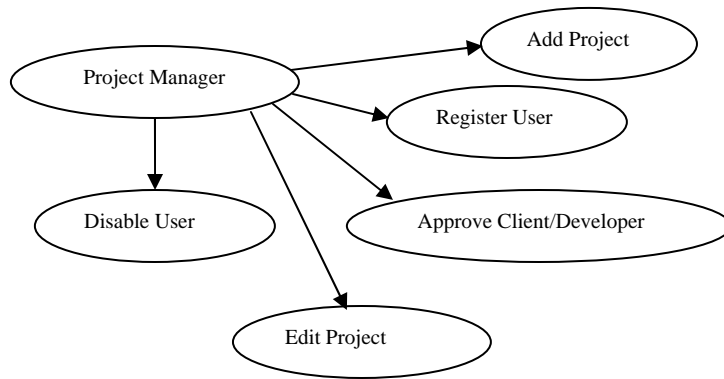 Add Project
Project Manager
Register User
Disable User
Approve Client/Developer
Edit Project